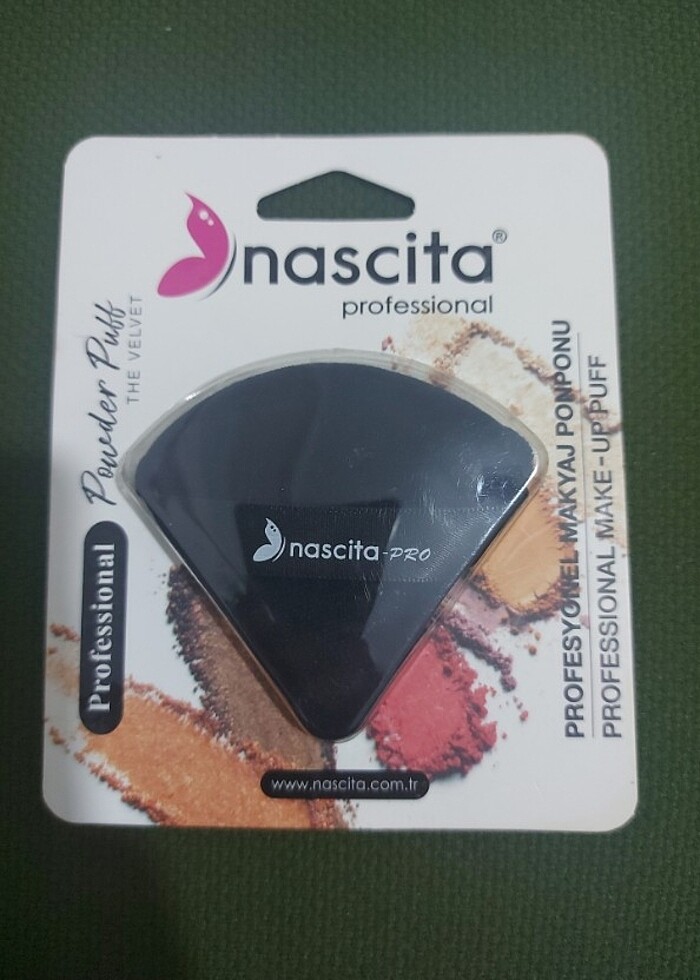 nascita®
professional
Powder Puff
THE VELVET
Professional
nascita-PRO
PROFESYONEL MAKYAJ PONPONU
PROFESSIONAL MAKE-UP PUFF
www.nascita.com.tr